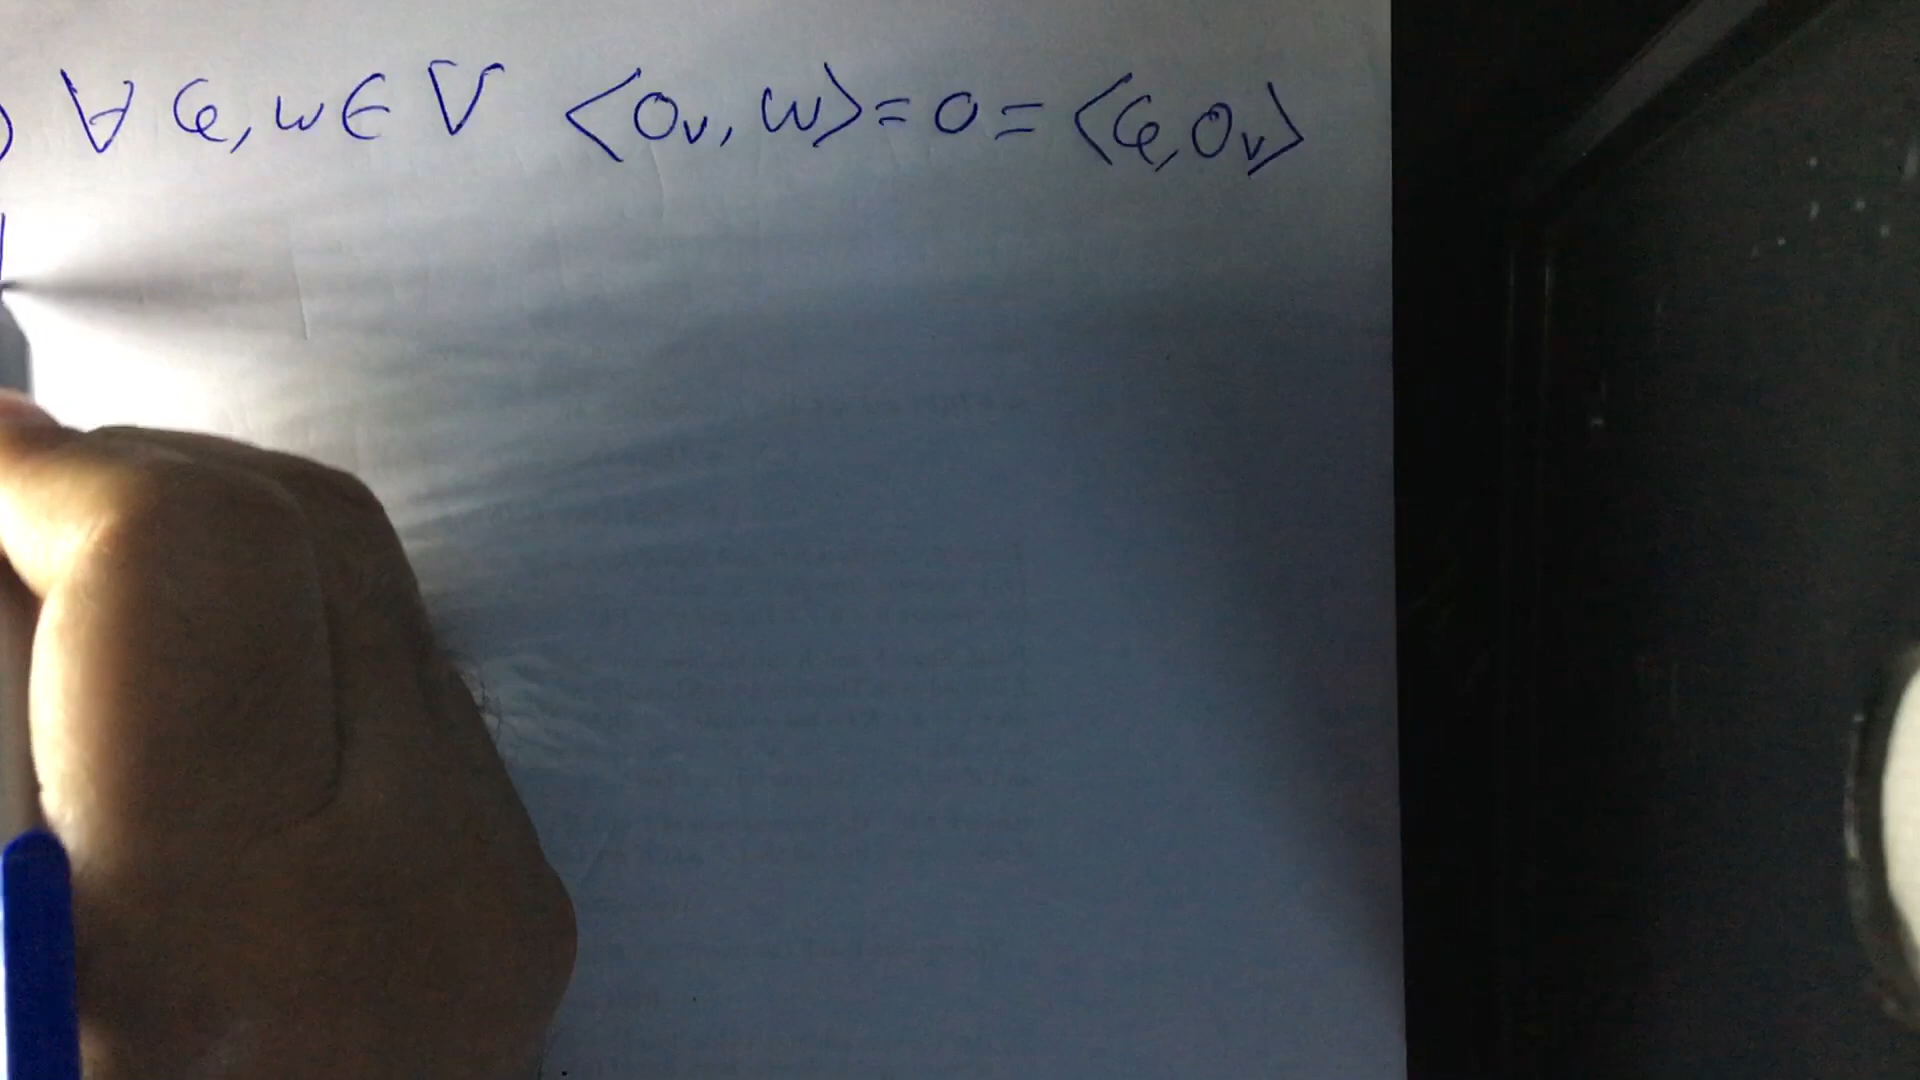 ) ∀ φ, w ∈ V <0v, w> = 0 = <φ, 0v>